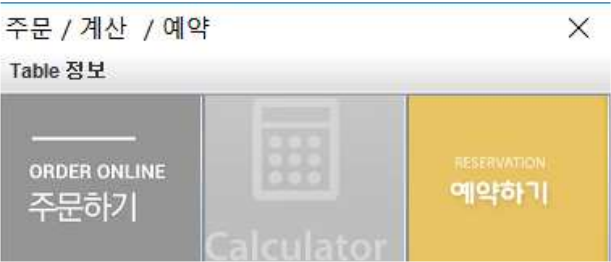 주문 / 계산 / 예약
Table 정보
ORDER ONLINE
주문하기
Calculator
RESERVATION
예약하기